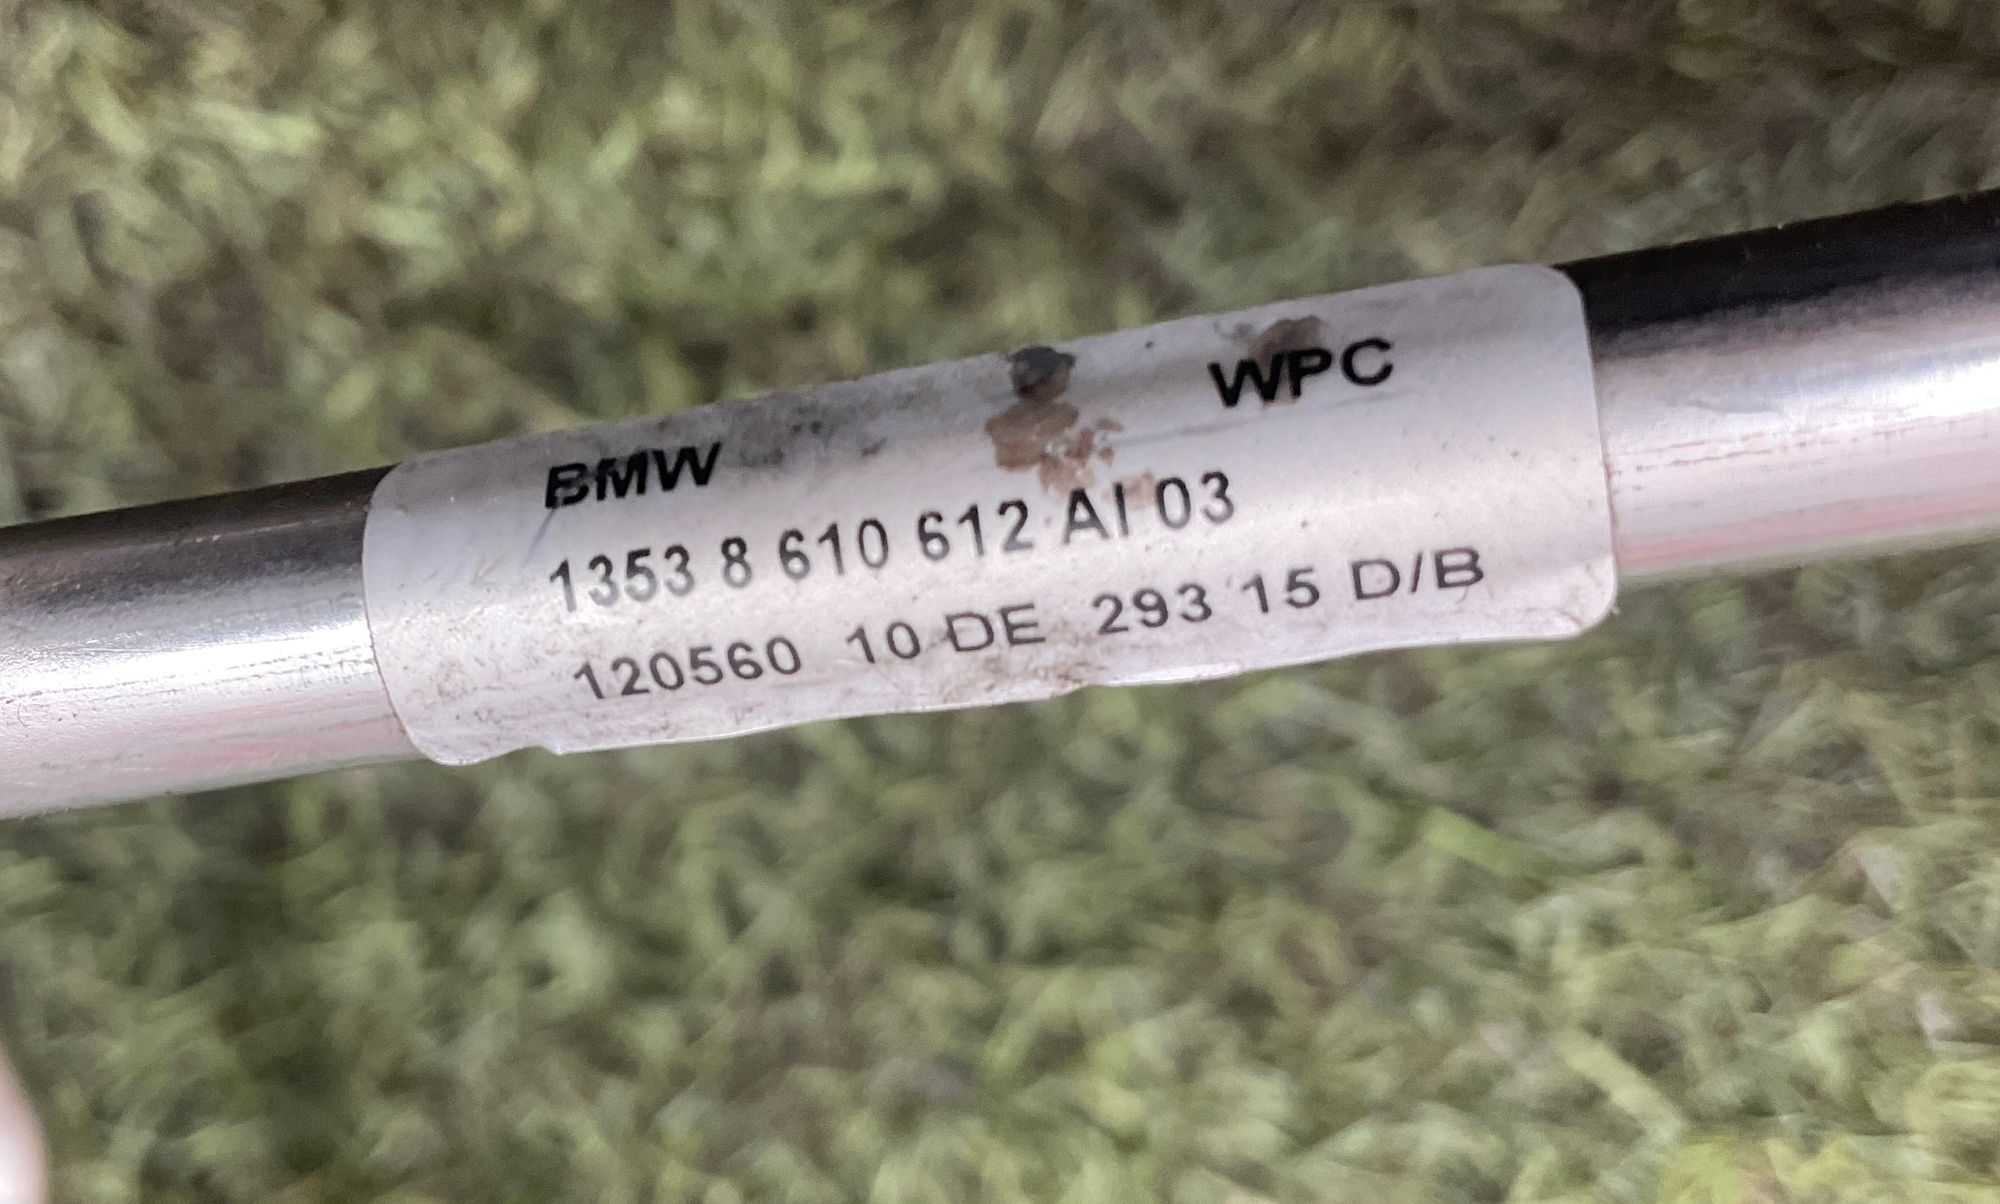 BMW WPC
1353 8 610 612 AI 03
120560 10 DE 293 15 D/B